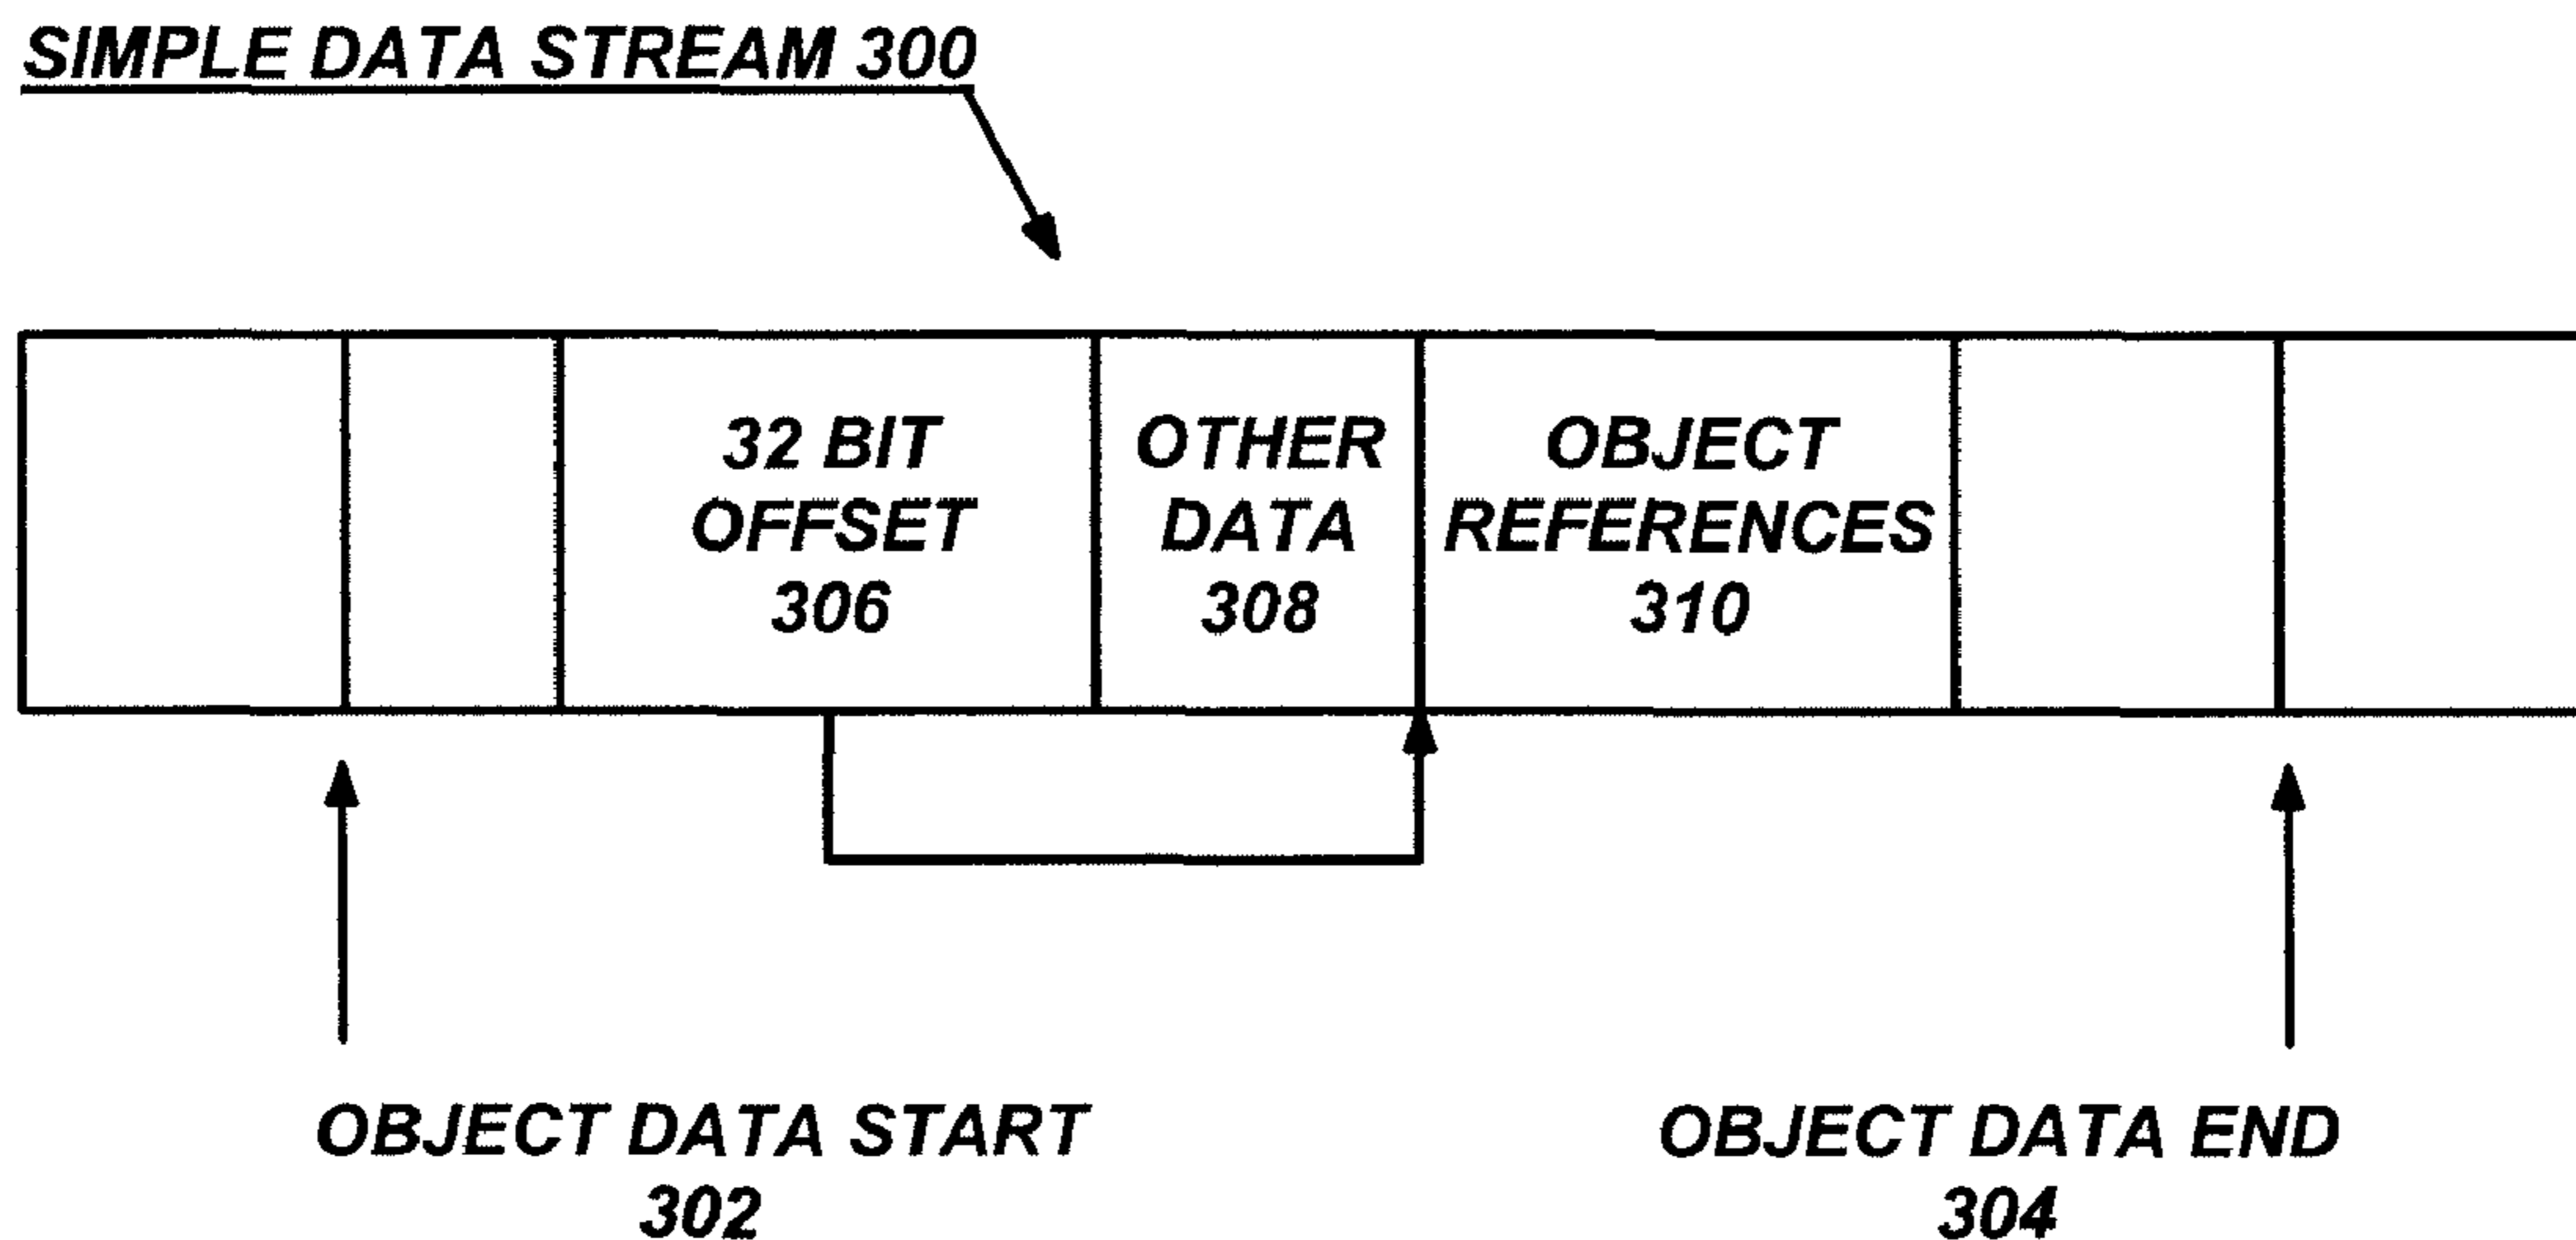 SIMPLE DATA STREAM 300
32 BIT
OFFSET
306
OTHER
DATA
308
OBJECT
REFERENCES
310
OBJECT DATA START
302
OBJECT DATA END
304